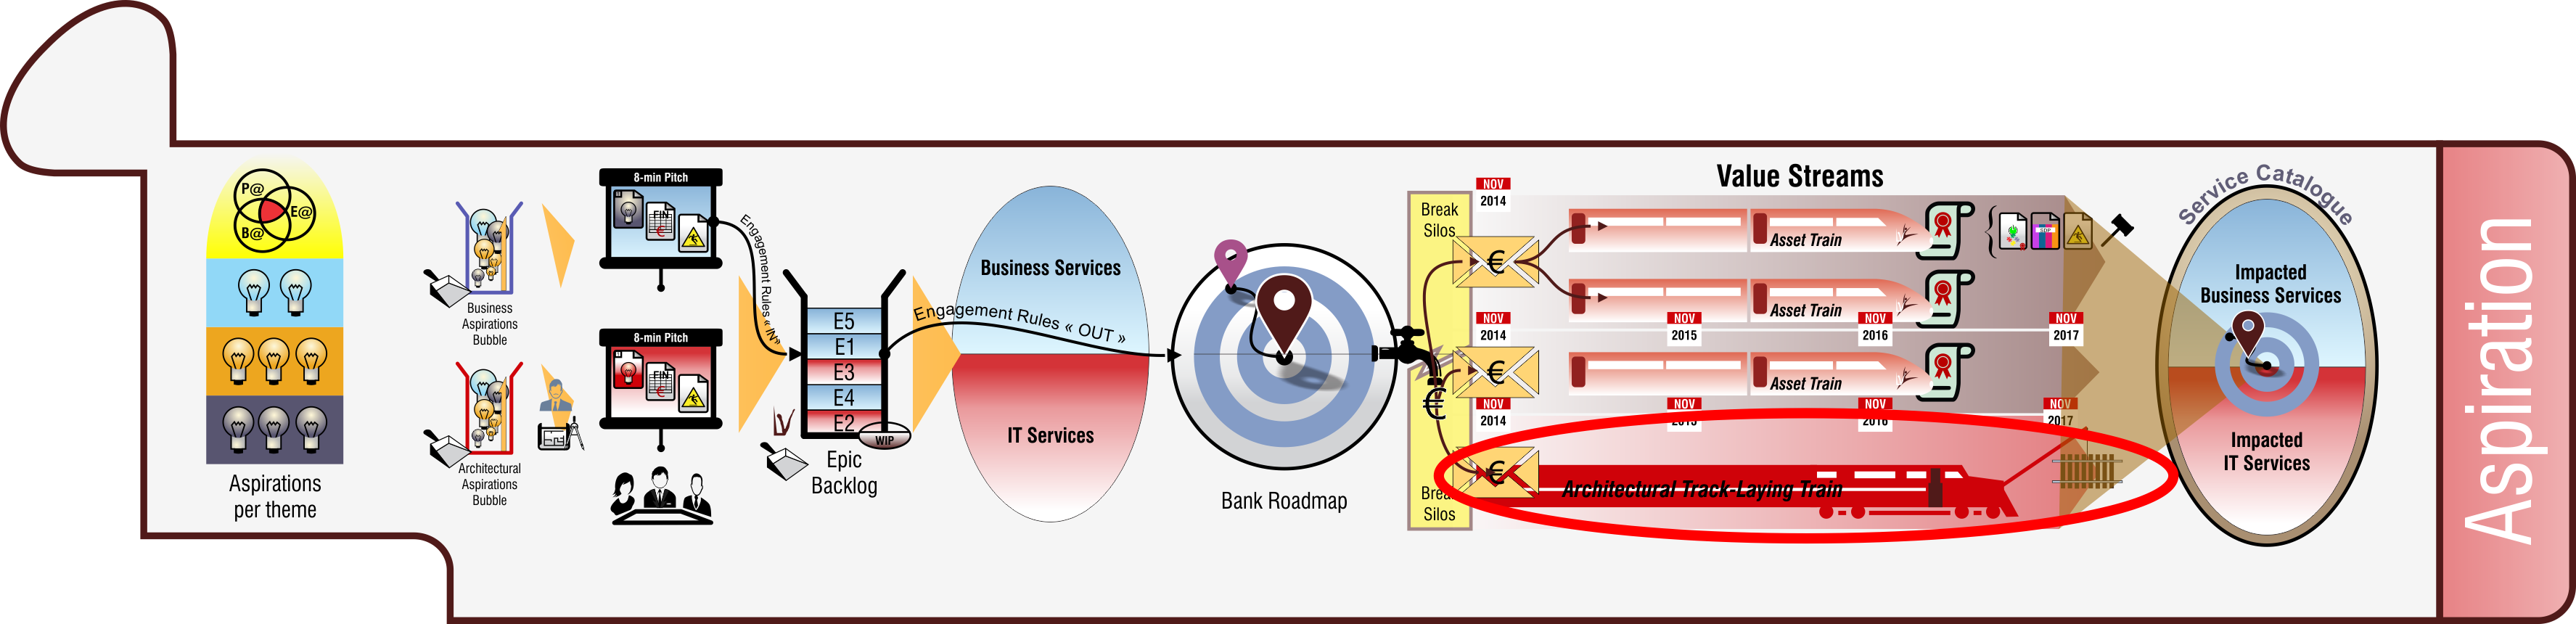 P@
E@
B@
Aspirations
per theme
Business
Aspirations
Bubble
Architectural
Aspirations
Bubble
8-min Pitch
FIN
€
8-min Pitch
FIN
€
Engagement Rules « IN»
E5
E1
E3
E4
E2
WIP
Epic
Backlog
Engagement Rules « OUT »
Business Services
IT Services
Bank Roadmap
Value Streams
Break
Silos
NOV
2014
€
Asset Train
Asset Train
NOV
2014
NOV
2015
NOV
2016
NOV
2017
€
€
Asset Train
NOV
2014
NOV
2015
NOV
2016
NOV
2017
€
Architectural Track-Laying Train
Break
Silos
Service Catalogue
Impacted
Business Services
Impacted
IT Services
Aspiration